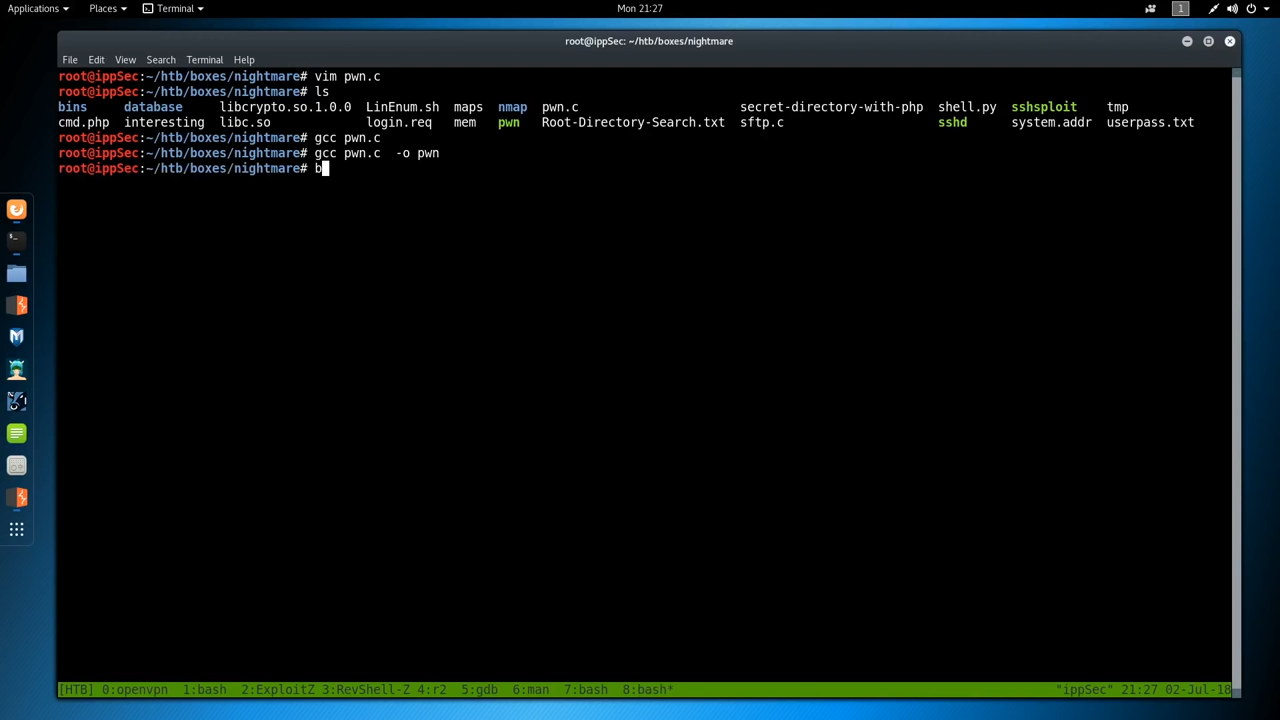 Applications Places Terminal Mon 21:27 1
root@ippSec: ~/htb/boxes/nightmare
File Edit View Search Terminal Help
root@ippSec:~/htb/boxes/nightmare# vim pwn.c
root@ippSec:~/htb/boxes/nightmare# ls
bins database libcrypto.so.1.0.0 LinEnum.sh maps nmap pwn.c secret-directory-with-php shell.py sshsploit tmp
cmd.php interesting libc.so login.req mem pwn Root-Directory-Search.txt sftp.c sshd system.addr userpass.txt
root@ippSec:~/htb/boxes/nightmare# gcc pwn.c
root@ippSec:~/htb/boxes/nightmare# gcc pwn.c  -o pwn
root@ippSec:~/htb/boxes/nightmare# b
[HTB] 0:openvpn 1:bash 2:ExploitZ 3:RevShell-Z 4:r2 5:gdb 6:man 7:bash 8:bash* "ippSec" 21:27 02-Jul-18